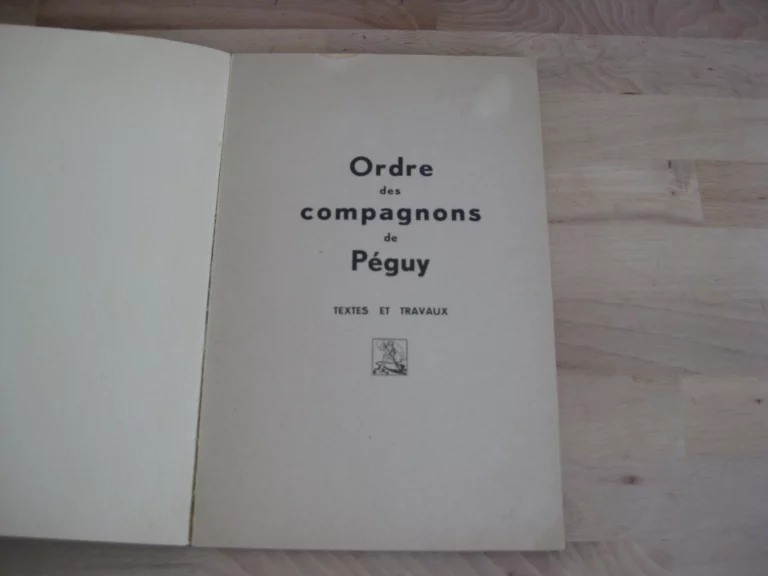 Ordre
des
compagnons
de
Péguy
TEXTES ET TRAVAUX